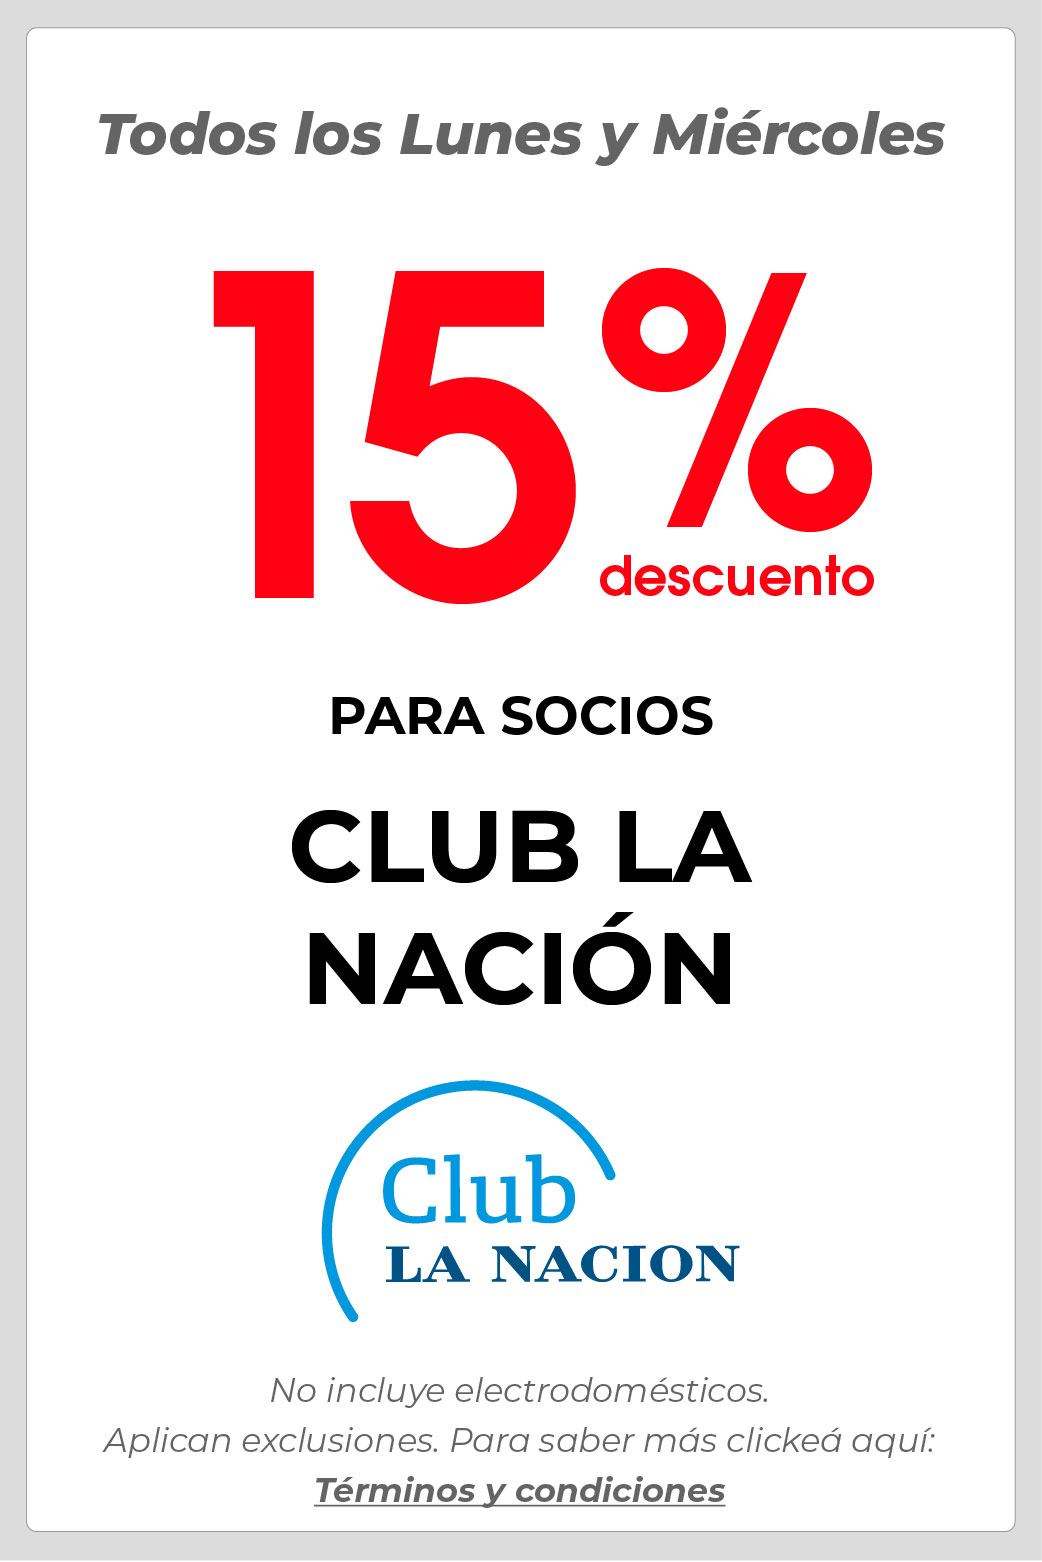 Todos los Lunes y Miércoles
15%
descuento
PARA SOCIOS
CLUB LA
NACIÓN
Club
LA NACION
No incluye electrodomésticos.
Aplican exclusiones. Para saber más clickeá aquí:
Términos y condiciones